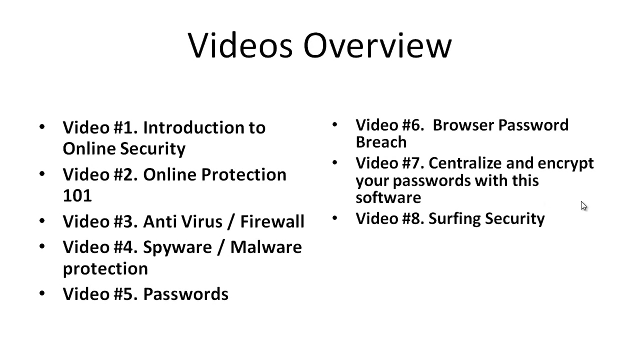 Videos Overview
• Video #1. Introduction to
Online Security
• Video #2. Online Protection
101
• Video #3. Anti Virus / Firewall
• Video #4. Spyware / Malware
protection
• Video #5. Passwords
• Video #6.  Browser Password
Breach
• Video #7. Centralize and encrypt
your passwords with this
software
• Video #8. Surfing Security